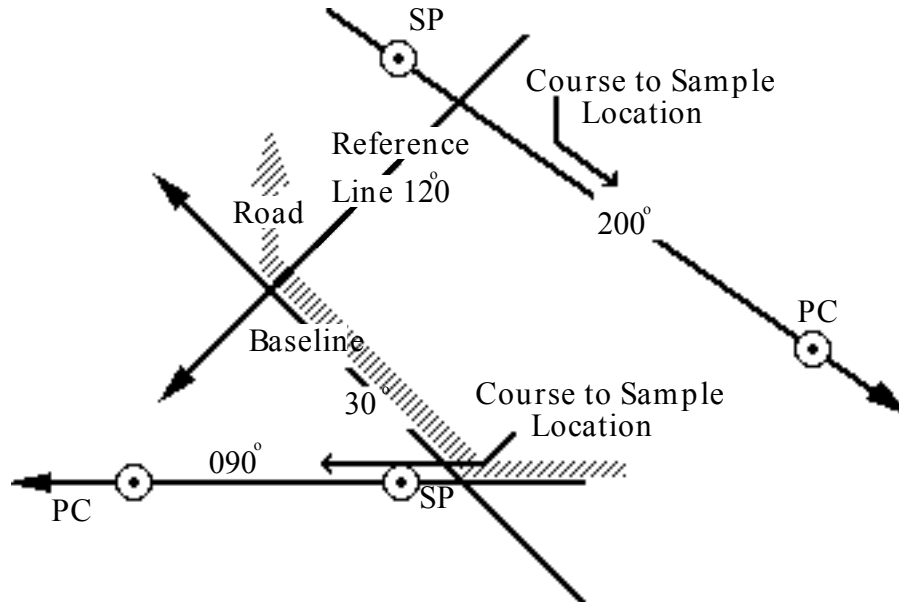 SP
Course to Sample
Location
Reference
Line 120°
Road
200°
PC
Baseline
30°
Course to Sample
Location
090°
SP
PC